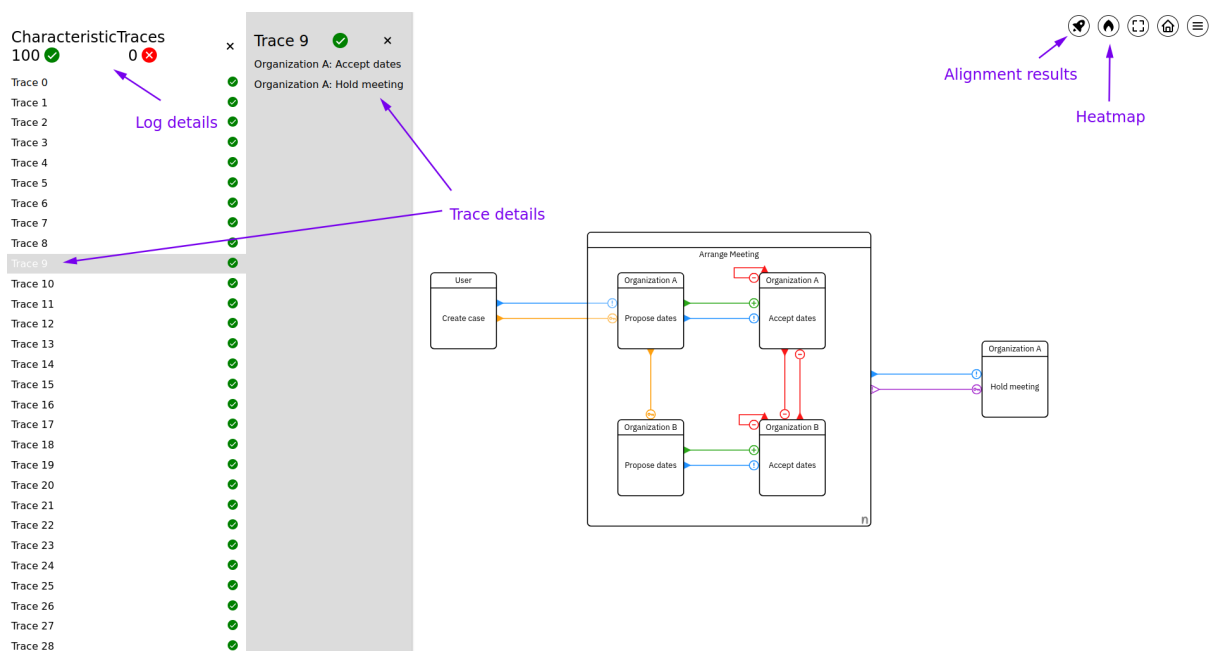 CharacteristicTraces
100
0
×
Trace 0
Trace 1
Trace 2
Trace 3
Trace 4
Trace 5
Trace 6
Trace 7
Trace 8
Trace 9
Trace 10
Trace 11
Trace 12
Trace 13
Trace 14
Trace 15
Trace 16
Trace 17
Trace 18
Trace 19
Trace 20
Trace 21
Trace 22
Trace 23
Trace 24
Trace 25
Trace 26
Trace 27
Trace 28
Log details
Trace 9
×
Organization A: Accept dates
Organization A: Hold meeting
Trace details
Alignment results
Heatmap
User
Create case
Arrange Meeting
Organization A
Propose dates
Organization A
Accept dates
Organization B
Propose dates
Organization B
Accept dates
n
Organization A
Hold meeting